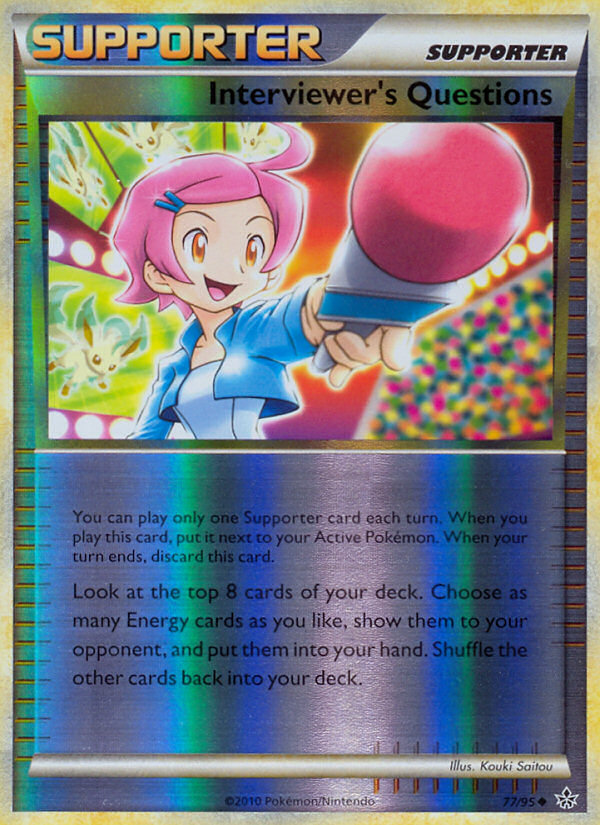 SUPPORTER
SUPPORTER
Interviewer's Questions
You can play only one Supporter card each turn. When you
play this card, put it next to your Active Pokémon. When your
turn ends, discard this card.
Look at the top 8 cards of your deck. Choose as
many Energy cards as you like, show them to your
opponent, and put them into your hand. Shuffle the
other cards back into your deck.
Illus. Kouki Saitou
©2010 Pokémon/Nintendo
77/95